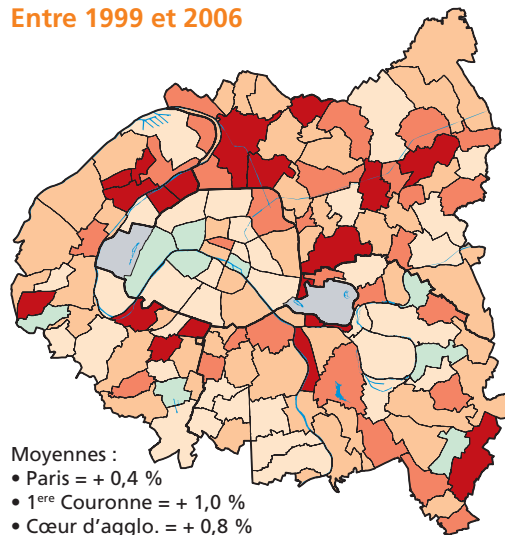 Entre 1999 et 2006
Moyennes :
• Paris = + 0,4 %
• 1ere Couronne = + 1,0 %
• Cœur d'agglo. = + 0,8 %